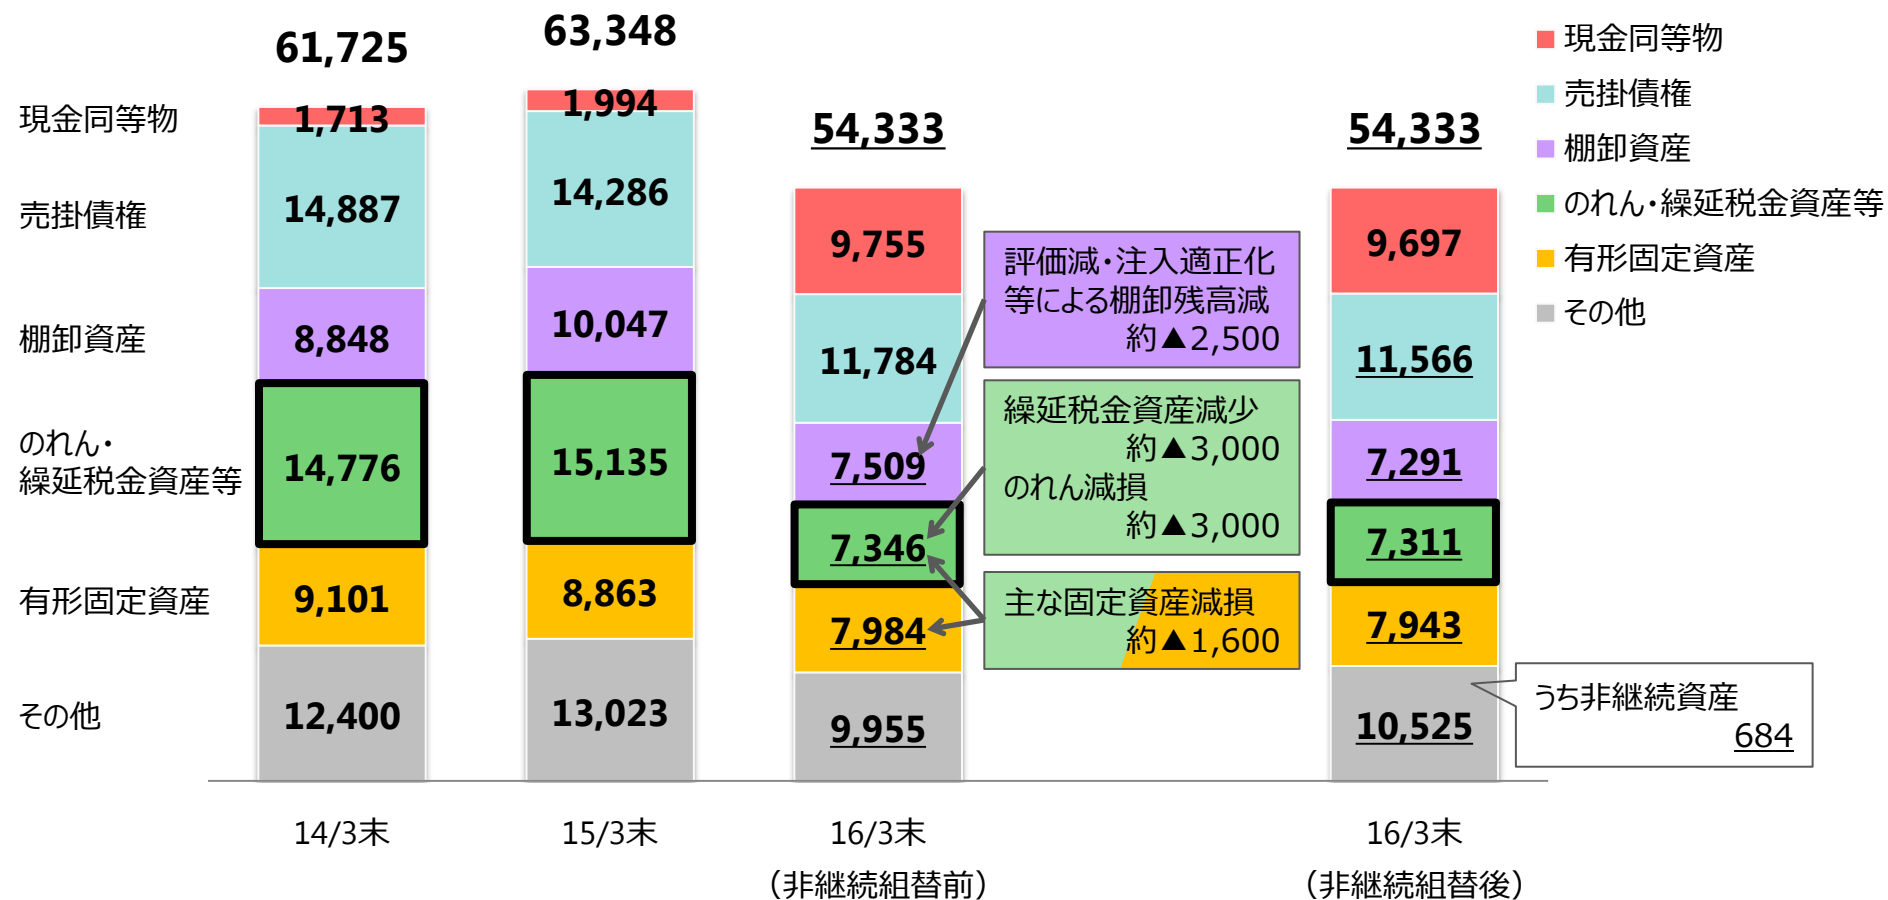 61,725
63,348
54,333
54,333
現金同等物
売掛債権
棚卸資産
のれん・
繰延税金資産等
有形固定資産
その他
1,713
14,887
8,848
14,776
9,101
12,400
1,994
14,286
10,047
15,135
8,863
13,023
9,755
11,784
7,509
7,346
7,984
9,955
評価減・注入適正化
等による棚卸残高減
約▲2,500
繰延税金資産減少
約▲3,000
のれん減損
約▲3,000
主な固定資産減損
約▲1,600
9,697
11,566
7,291
7,311
7,943
10,525
うち非継続資産
684
現金同等物
売掛債権
棚卸資産
のれん・繰延税金資産等
有形固定資産
その他
14/3末
15/3末
16/3末
（非継続組替前）
16/3末
（非継続組替後）